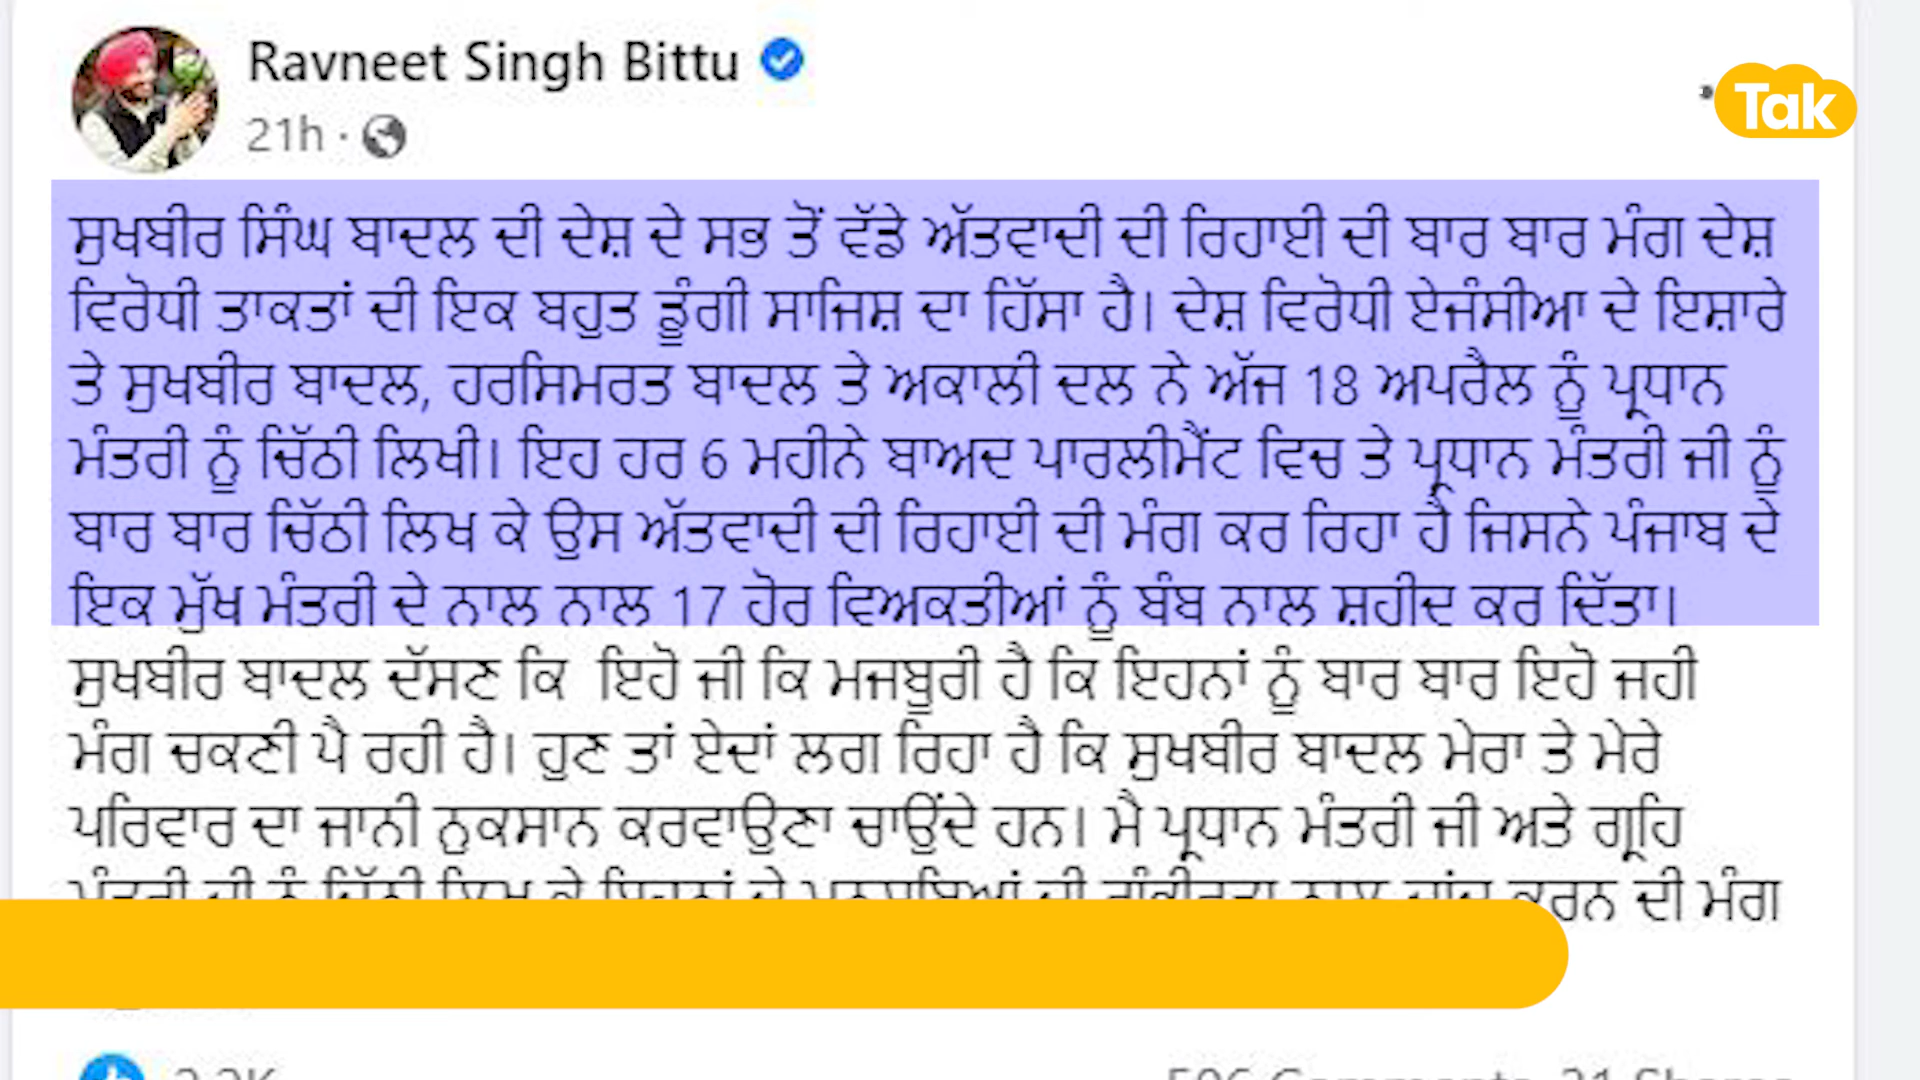 Ravneet Singh Bittu
21h ·
Tak
ਸੁਖਬੀਰ ਸਿੰਘ ਬਾਦਲ ਦੀ ਦੇਸ਼ ਦੇ ਸਭ ਤੋਂ ਵੱਡੇ ਅੱਤਵਾਦੀ ਦੀ ਰਿਹਾਈ ਦੀ ਬਾਰ ਬਾਰ ਮੰਗ ਦੇਸ਼
ਵਿਰੋਧੀ ਤਾਕਤਾਂ ਦੀ ਇਕ ਬਹੁਤ ਡੂੰਗੀ ਸਾਜਿਸ਼ ਦਾ ਹਿੱਸਾ ਹੈ। ਦੇਸ਼ ਵਿਰੋਧੀ ਏਜੰਸੀਆ ਦੇ ਇਸ਼ਾਰੇ
ਤੇ ਸੁਖਬੀਰ ਬਾਦਲ, ਹਰਸਿਮਰਤ ਬਾਦਲ ਤੇ ਅਕਾਲੀ ਦਲ ਨੇ ਅੱਜ 18 ਅਪਰੈਲ ਨੂੰ ਪ੍ਰਧਾਨ
ਮੰਤਰੀ ਨੂੰ ਚਿੱਠੀ ਲਿਖੀ। ਇਹ ਹਰ 6 ਮਹੀਨੇ ਬਾਅਦ ਪਾਰਲੀਮੈਂਟ ਵਿਚ ਤੇ ਪ੍ਰਧਾਨ ਮੰਤਰੀ ਜੀ ਨੂੰ
ਬਾਰ ਬਾਰ ਚਿੱਠੀ ਲਿਖ ਕੇ ਉਸ ਅੱਤਵਾਦੀ ਦੀ ਰਿਹਾਈ ਦੀ ਮੰਗ ਕਰ ਰਿਹਾ ਹੈ ਜਿਸਨੇ ਪੰਜਾਬ ਦੇ
ਇਕ ਮੁੱਖ ਮੰਤਰੀ ਦੇ ਨਾਲ ਨਾਲ 17 ਹੋਰ ਵਿਅਕਤੀਆਂ ਨੂੰ ਬੰਬ ਨਾਲ ਸ਼ਹੀਦ ਕਰ ਦਿੱਤਾ।
ਸੁਖਬੀਰ ਬਾਦਲ ਦੱਸਣ ਕਿ ਇਹੋ ਜੀ ਕਿ ਮਜਬੂਰੀ ਹੈ ਕਿ ਇਹਨਾਂ ਨੂੰ ਬਾਰ ਬਾਰ ਇਹੋ ਜਹੀ
ਮੰਗ ਚਕਣੀ ਪੈ ਰਹੀ ਹੈ। ਹੁਣ ਤਾਂ ਏਦਾਂ ਲਗ ਰਿਹਾ ਹੈ ਕਿ ਸੁਖਬੀਰ ਬਾਦਲ ਮੇਰਾ ਤੇ ਮੇਰੇ
ਪਰਿਵਾਰ ਦਾ ਜਾਨੀ ਨੁਕਸਾਨ ਕਰਵਾਉਣਾ ਚਾਉਂਦੇ ਹਨ। ਮੈ ਪ੍ਰਧਾਨ ਮੰਤਰੀ ਜੀ ਅਤੇ ਗ੍ਰਹਿ
ਕਰਨ ਦੀ ਮੰਗ